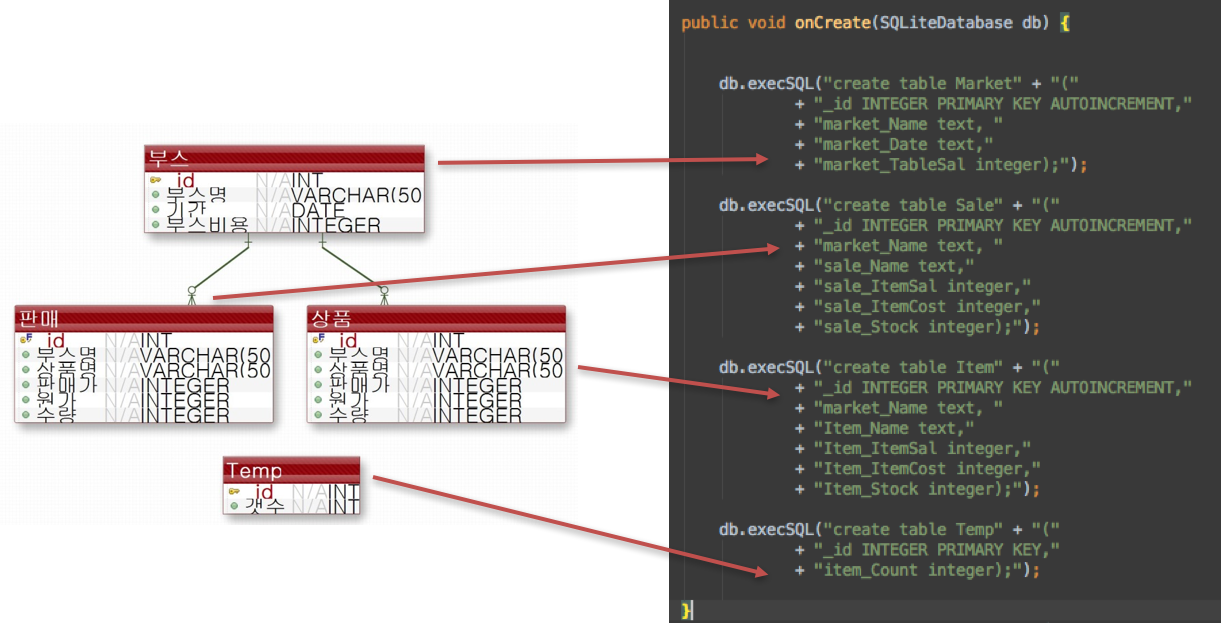 부스
id N/A INT
부스명 N/A VARCHAR(50
기간 N/A DATE
부스비용 N/A INTEGER
판매
id N/A INT
부스명 N/A VARCHAR(50
상품명 N/A VARCHAR(50
판매가 N/A INTEGER
원가 N/A INTEGER
수량 N/A INTEGER
상품
id N/A INT
부스명 N/A VARCHAR(50
상품명 N/A VARCHAR(50
판매가 N/A INTEGER
원가 N/A INTEGER
수량 N/A INTEGER
Temp
id N/A INT
갯수 N/A INT
public void onCreate(SQLiteDatabase db) {
db.execSQL("create table Market" + "("
+ "_id INTEGER PRIMARY KEY AUTOINCREMENT,"
+ "market_Name text, "
+ "market_Date text,"
+ "market_TableSal integer);");
db.execSQL("create table Sale" + "("
+ "_id INTEGER PRIMARY KEY AUTOINCREMENT,"
+ "market_Name text, "
+ "sale_Name text,"
+ "sale_ItemSal integer,"
+ "sale_ItemCost integer,"
+ "sale_Stock integer);");
db.execSQL("create table Item" + "("
+ "_id INTEGER PRIMARY KEY AUTOINCREMENT,"
+ "market_Name text, "
+ "Item_Name text,"
+ "Item_ItemSal integer,"
+ "Item_ItemCost integer,"
+ "Item_Stock integer);");
db.execSQL("create table Temp" + "("
+ "_id INTEGER PRIMARY KEY,"
+ "item_Count integer);");
}